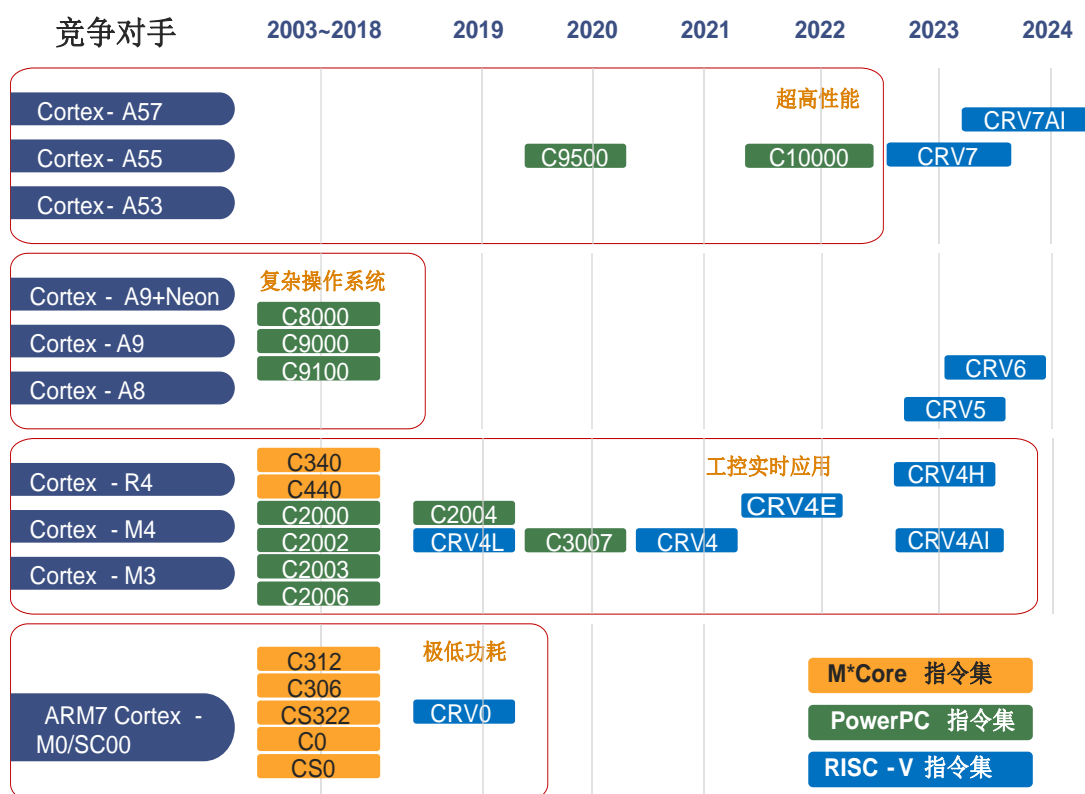 竞争对手 2003~2018 2019 2020 2021 2022 2023 2024
超高性能
Cortex- A57
CRV7AI
Cortex- A55
C9500 C10000 CRV7
Cortex- A53
复杂操作系统
Cortex - A9+Neon
C8000
Cortex - A9
C9000
C9100
CRV6
Cortex - A8
CRV5
工控实时应用
C340
Cortex - R4
CRV4H
C440
CRV4E
C2000 C2004
Cortex - M4
C2002 CRV4L C3007 CRV4 CRV4AI
C2003
Cortex - M3
C2006
极低功耗
C312
C306
ARM7 Cortex -
M0/SC00
CS322 CRV0
C0
CS0
M*Core 指令集
PowerPC 指令集
RISC - V 指令集